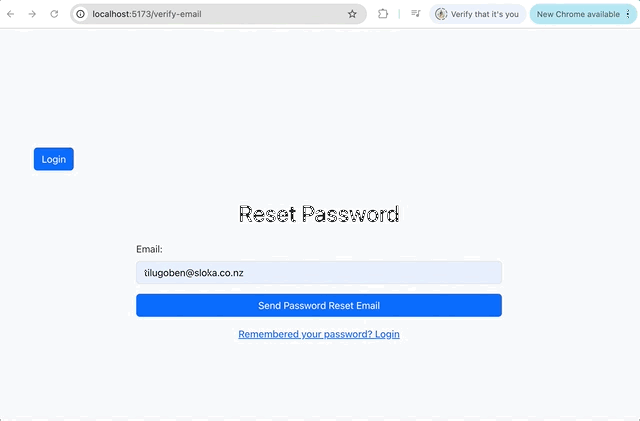 localhost:5173/verify-email
Verify that it's you
New Chrome available
Login
Reset Password
Email:
tilugoben@sloka.co.nz
Send Password Reset Email
Remembered your password? Login